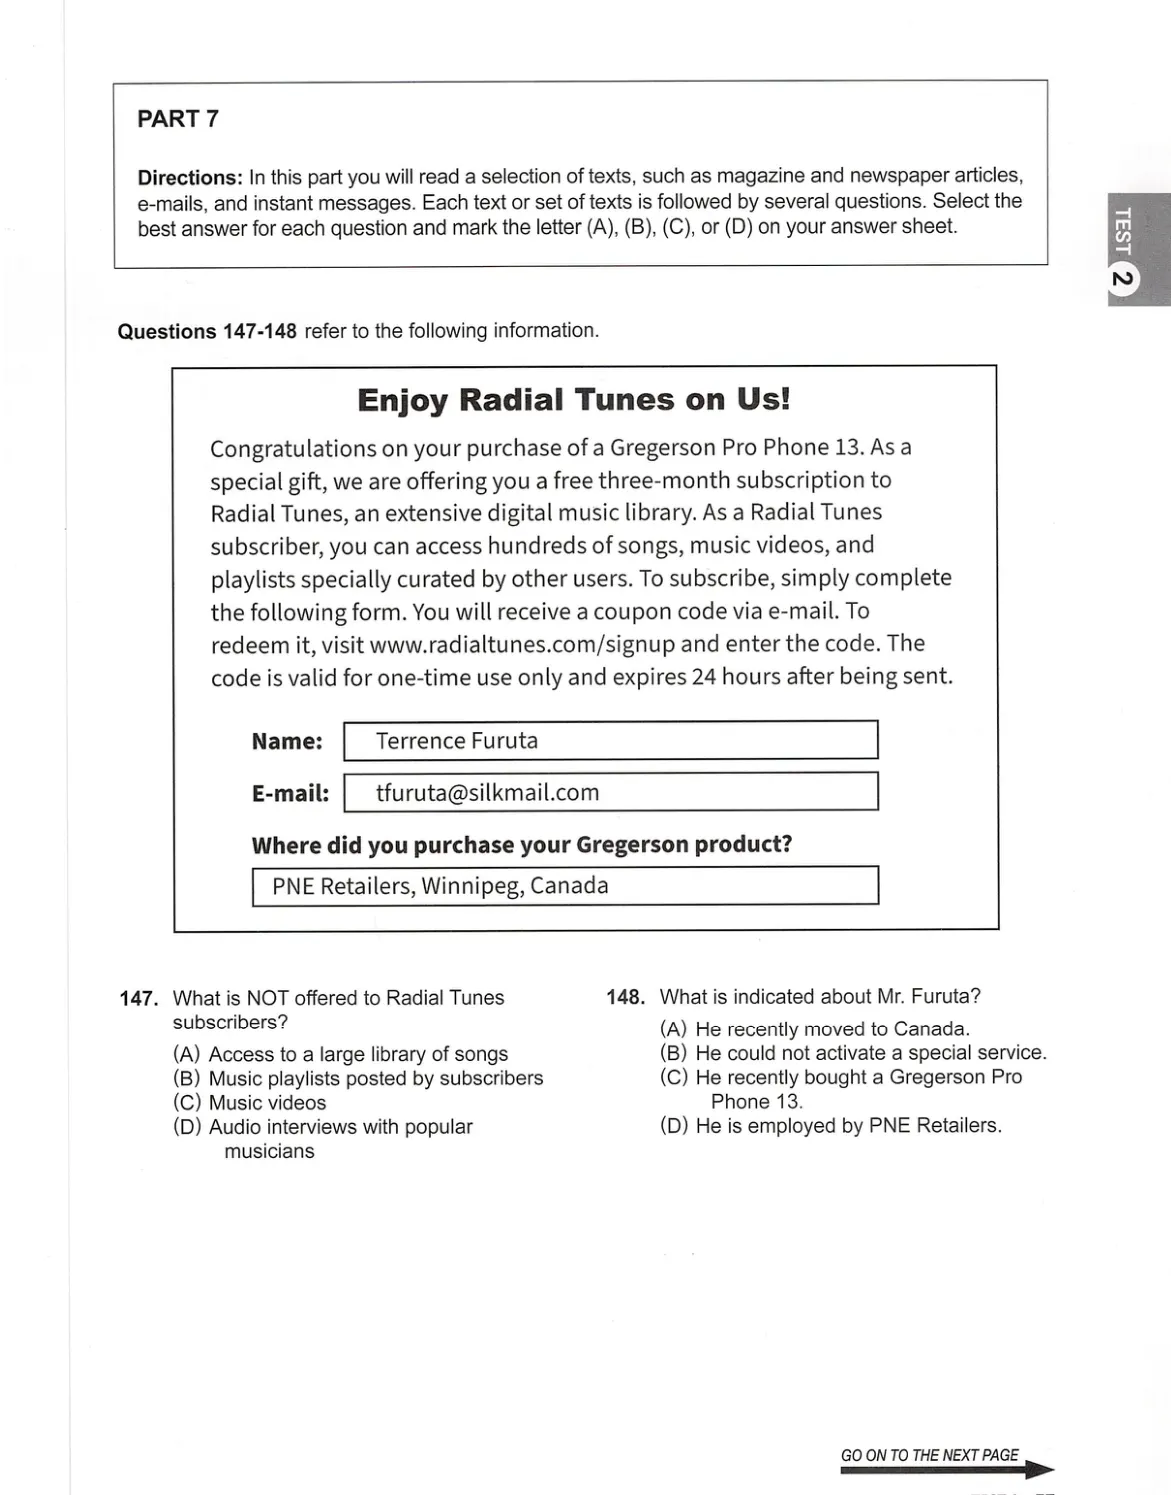 PART 7
Directions: In this part you will read a selection of texts, such as magazine and newspaper articles,
e-mails, and instant messages. Each text or set of texts is followed by several questions. Select the
best answer for each question and mark the letter (A), (B), (C), or (D) on your answer sheet.
TEST 2
Questions 147-148 refer to the following information.
Enjoy Radial Tunes on Us!
Congratulations on your purchase of a Gregerson Pro Phone 13. As a
special gift, we are offering you a free three-month subscription to
Radial Tunes, an extensive digital music library. As a Radial Tunes
subscriber, you can access hundreds of songs, music videos, and
playlists specially curated by other users. To subscribe, simply complete
the following form. You will receive a coupon code via e-mail. To
redeem it, visit www.radialtunes.com/signup and enter the code. The
code is valid for one-time use only and expires 24 hours after being sent.
Name: Terrence Furuta
E-mail: tfuruta@silkmail.com
Where did you purchase your Gregerson product?
PNE Retailers, Winnipeg, Canada
147. What is NOT offered to Radial Tunes
subscribers?
(A) Access to a large library of songs
(B) Music playlists posted by subscribers
(C) Music videos
(D) Audio interviews with popular
musicians
148. What is indicated about Mr. Furuta?
(A) He recently moved to Canada.
(B) He could not activate a special service.
(C) He recently bought a Gregerson Pro
Phone 13.
(D) He is employed by PNE Retailers.
GO ON TO THE NEXT PAGE